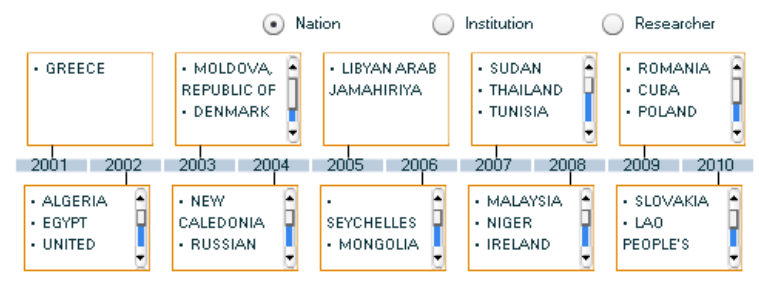 Nation Institution Researcher
• GREECE
• MOLDOVA,
REPUBLIC OF
• DENMARK
• LIBYAN ARAB
JAMAHIRIYA
• SUDAN
• THAILAND
• TUNISIA
• ROMANIA
• CUBA
• POLAND
2001 2002 2003 2004 2005 2006 2007 2008 2009 2010
• ALGERIA
• EGYPT
• UNITED
• NEW
CALEDONIA
• RUSSIAN
•
SEYCHELLES
• MONGOLIA
• MALAYSIA
• NIGER
• IRELAND
• SLOVAKIA
• LAO
PEOPLE'S